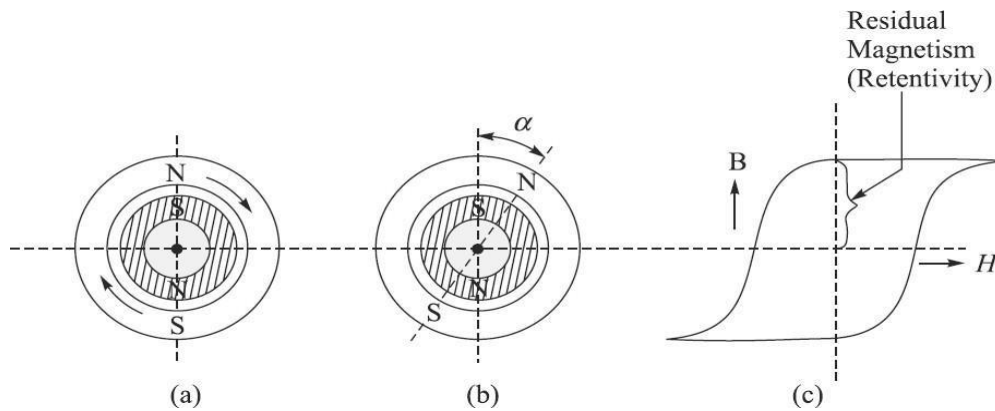 Residual
Magnetism
(Retentivity)
α
N
S
N
S
N
S
N
S
B
H
(a)
(b)
(c)